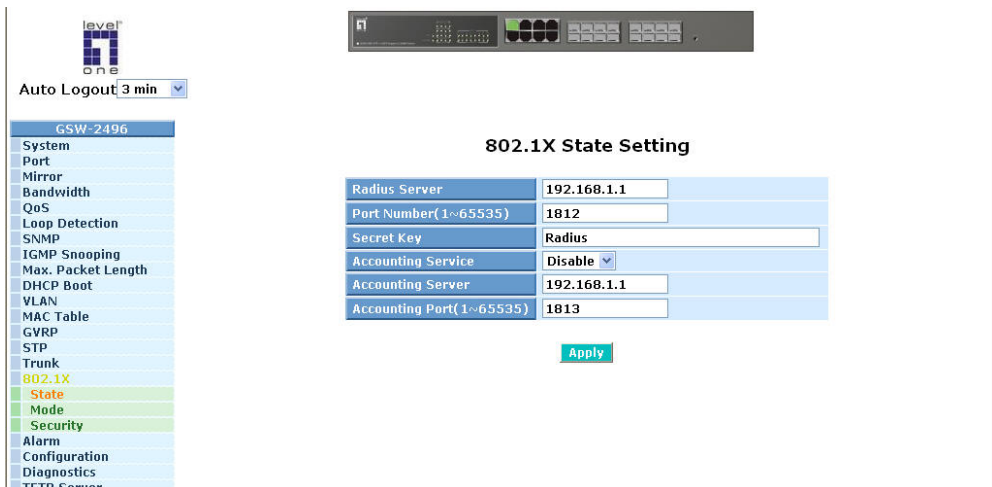 level
one
Auto Logout 3 min
GSW-2496
System
Port
Mirror
Bandwidth
QoS
Loop Detection
SNMP
IGMP Snooping
Max. Packet Length
DHCP Boot
VLAN
MAC Table
GVRP
STP
Trunk
802.1X
State
Mode
Security
Alarm
Configuration
Diagnostics
TFTP Server
802.1X State Setting
Radius Server 192.168.1.1
Port Number(1~65535) 1812
Secret Key Radius
Accounting Service Disable
Accounting Server 192.168.1.1
Accounting Port(1~65535) 1813
Apply